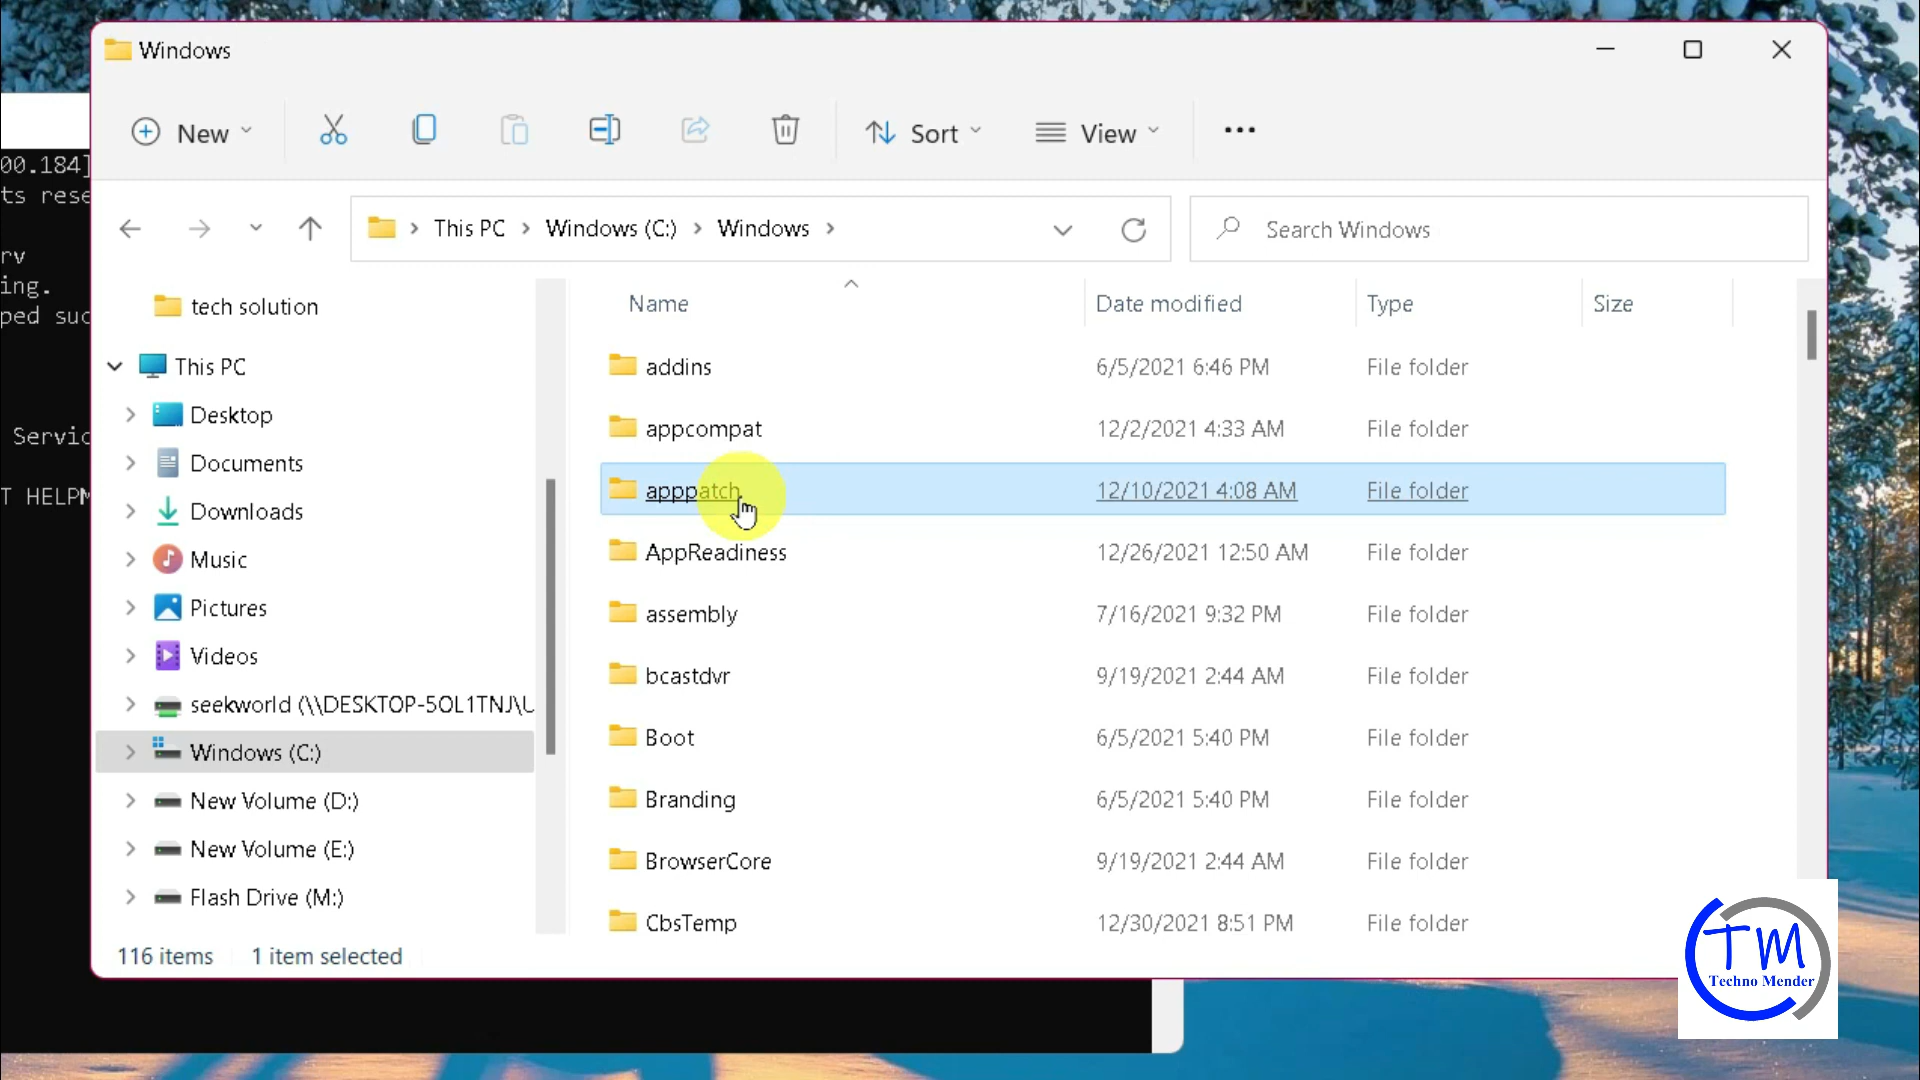 Windows
New
Sort
View
This PC
Windows (C:)
Windows
Search Windows
00.184]
ts rese
rv
ing.
ped suc
Servic
T HELPM
tech solution
This PC
Desktop
Documents
Downloads
Music
Pictures
Videos
seekworld (\\DESKTOP-5OL1TNJ\U
Windows (C:)
New Volume (D:)
New Volume (E:)
Flash Drive (M:)
Name Date modified Type Size
addins 6/5/2021 6:46 PM File folder
appcompat 12/2/2021 4:33 AM File folder
apppatch 12/10/2021 4:08 AM File folder
AppReadiness 12/26/2021 12:50 AM File folder
assembly 7/16/2021 9:32 PM File folder
bcastdvr 9/19/2021 2:44 AM File folder
Boot 6/5/2021 5:40 PM File folder
Branding 6/5/2021 5:40 PM File folder
BrowserCore 9/19/2021 2:44 AM File folder
CbsTemp 12/30/2021 8:51 PM File folder
116 items 1 item selected
TM
Techno Mender